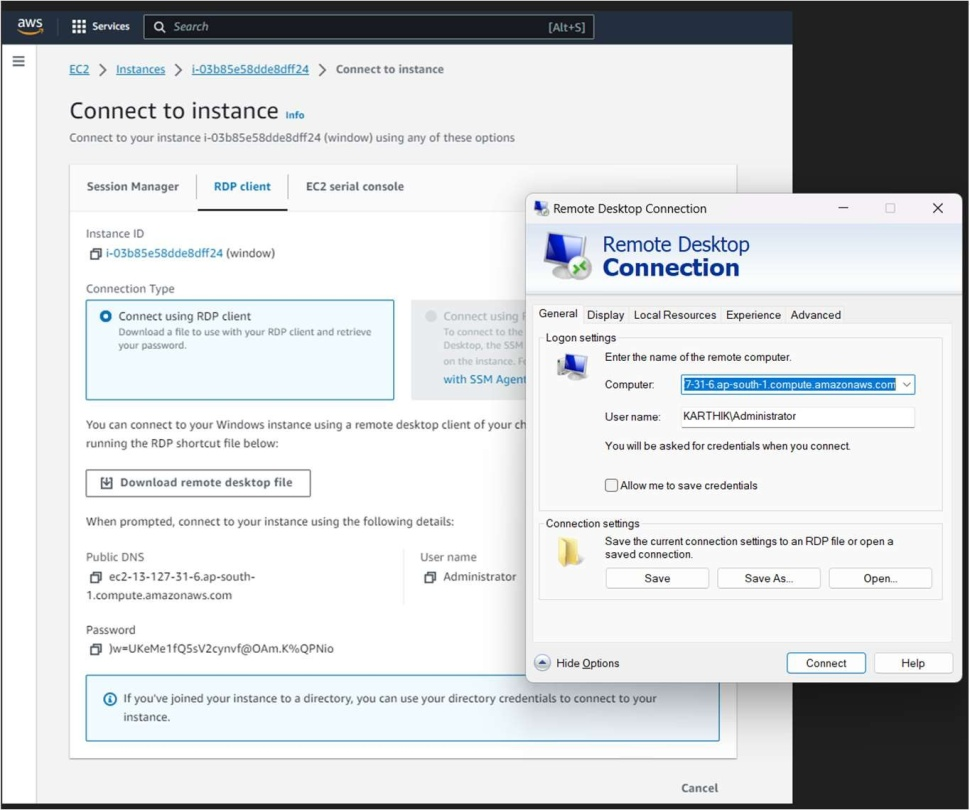 aws
Services
Search
[Alt+S]
EC2 > Instances > i-03b85e58dde8dff24 > Connect to instance
Connect to instance Info
Connect to your instance i-03b85e58dde8dff24 (window) using any of these options
Session Manager
RDP client
EC2 serial console
Instance ID
i-03b85e58dde8dff24 (window)
Connection Type
Connect using RDP client
Download a file to use with your RDP client and retrieve
your password.
Connect using
To connect to the
Desktop, the SSM
on the instance.
with SSM Agent
You can connect to your Windows instance using a remote desktop client of your
running the RDP shortcut file below:
Download remote desktop file
When prompted, connect to your instance using the following details:
Public DNS
ec2-13-127-31-6.ap-south-
1.compute.amazonaws.com
User name
Administrator
Password
)w=UKeMe1fQ5sV2cynvf@OAm.K%QPNio
If you've joined your instance to a directory, you can use your directory credentials to connect to your
instance.
Cancel
Remote Desktop Connection
Remote Desktop
Connection
General
Display
Local Resources
Experience
Advanced
Logon settings
Enter the name of the remote computer.
Computer:
7-31-6.ap-south-1.compute.amazonaws.com
User name:
KARTHIK\Administrator
You will be asked for credentials when you connect.
Allow me to save credentials
Connection settings
Save the current connection settings to an RDP file or open a
saved connection.
Save
Save As...
Open...
Hide Options
Connect
Help